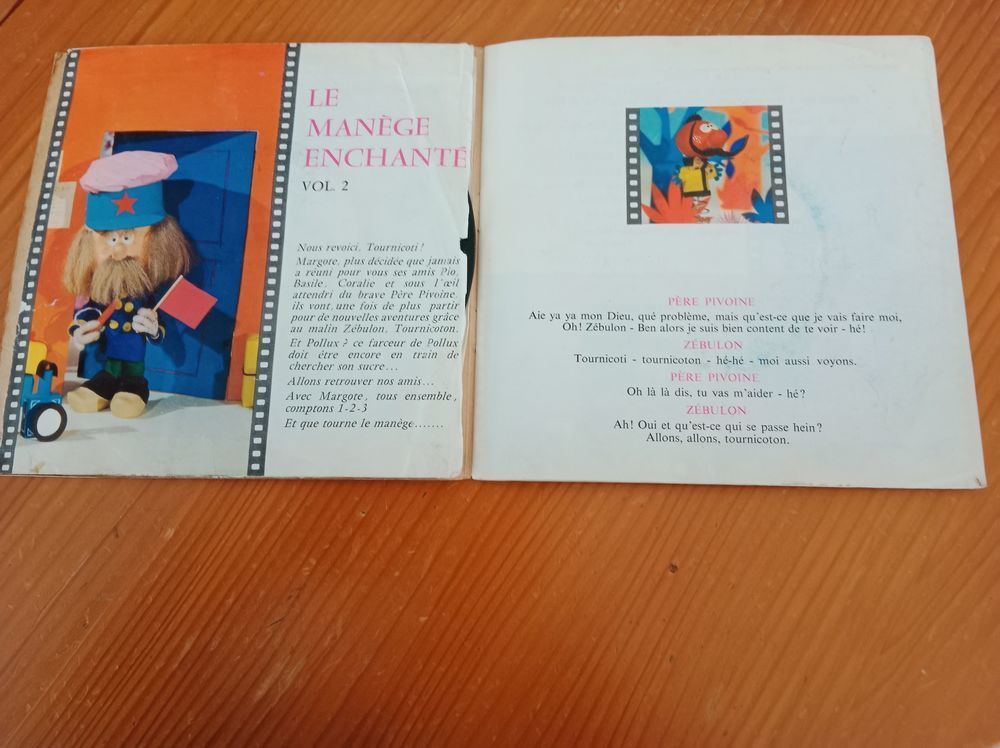 LE
MANÈGE
ENCHANTÉ
VOL. 2
Nous revoici, Tournicoti !
Margote, plus décidée que jamais
a réuni pour vous ses amis Pio,
Basile, Coralie et sous l'œil
attendri du brave Père Pivoine,
ils vont une fois de plus partir
pour de nouvelles aventures grâce
au malin Zébulon, Tournicoton.
Et Pollux ? ce farceur de Pollux
doit être encore en train de
chercher son sucre...
Allons retrouver nos amis...
Avec Margote, tous ensemble,
comptons 1-2-3
Et que tourne le manège.......
PÈRE PIVOINE
Aie ya ya mon Dieu, qué problème, mais qu'est-ce que je vais faire moi,
Oh! Zébulon - Ben alors je suis bien content de te voir - hé!
ZÉBULON
Tournicoti - tournicoton - hé-hé - moi aussi voyons.
PÈRE PIVOINE
Oh là là dis, tu vas m'aider - hé?
ZÉBULON
Ah! Oui et qu'est-ce qui se passe hein?
Allons, allons, tournicoton.